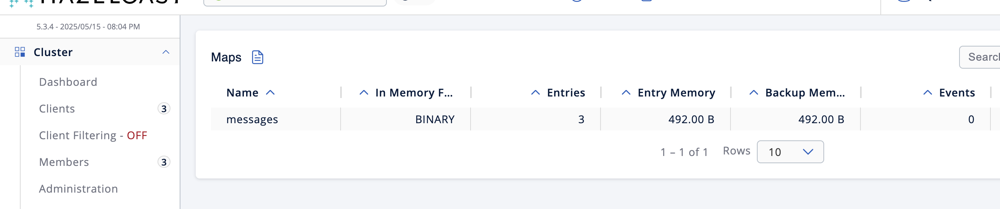 HAZELCAST
5.3.4 - 2025/05/15 - 08:04 PM
Cluster
Dashboard
Clients 3
Client Filtering - OFF
Members 3
Administration
Maps
Search
Name In Memory F... Entries Entry Memory Backup Mem... Events
messages BINARY 3 492.00 B 492.00 B 0
1 – 1 of 1 Rows 10